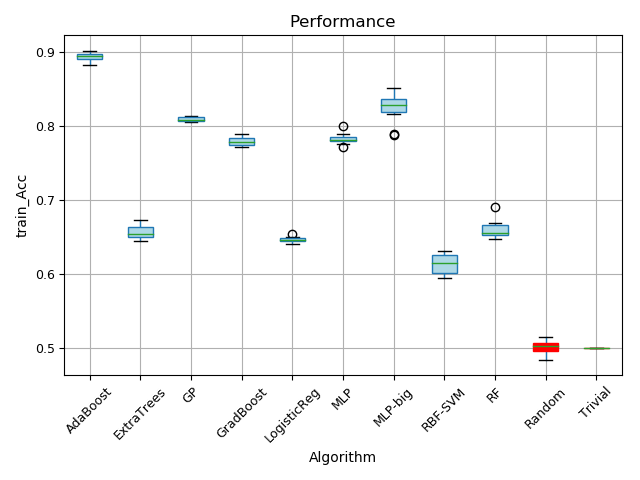 Performance
train_Acc
0.9
0.8
0.7
0.6
0.5
AdaBoost
ExtraTrees
GP
GradBoost
LogisticReg
MLP
MLP-big
RBF-SVM
RF
Random
Trivial
Algorithm